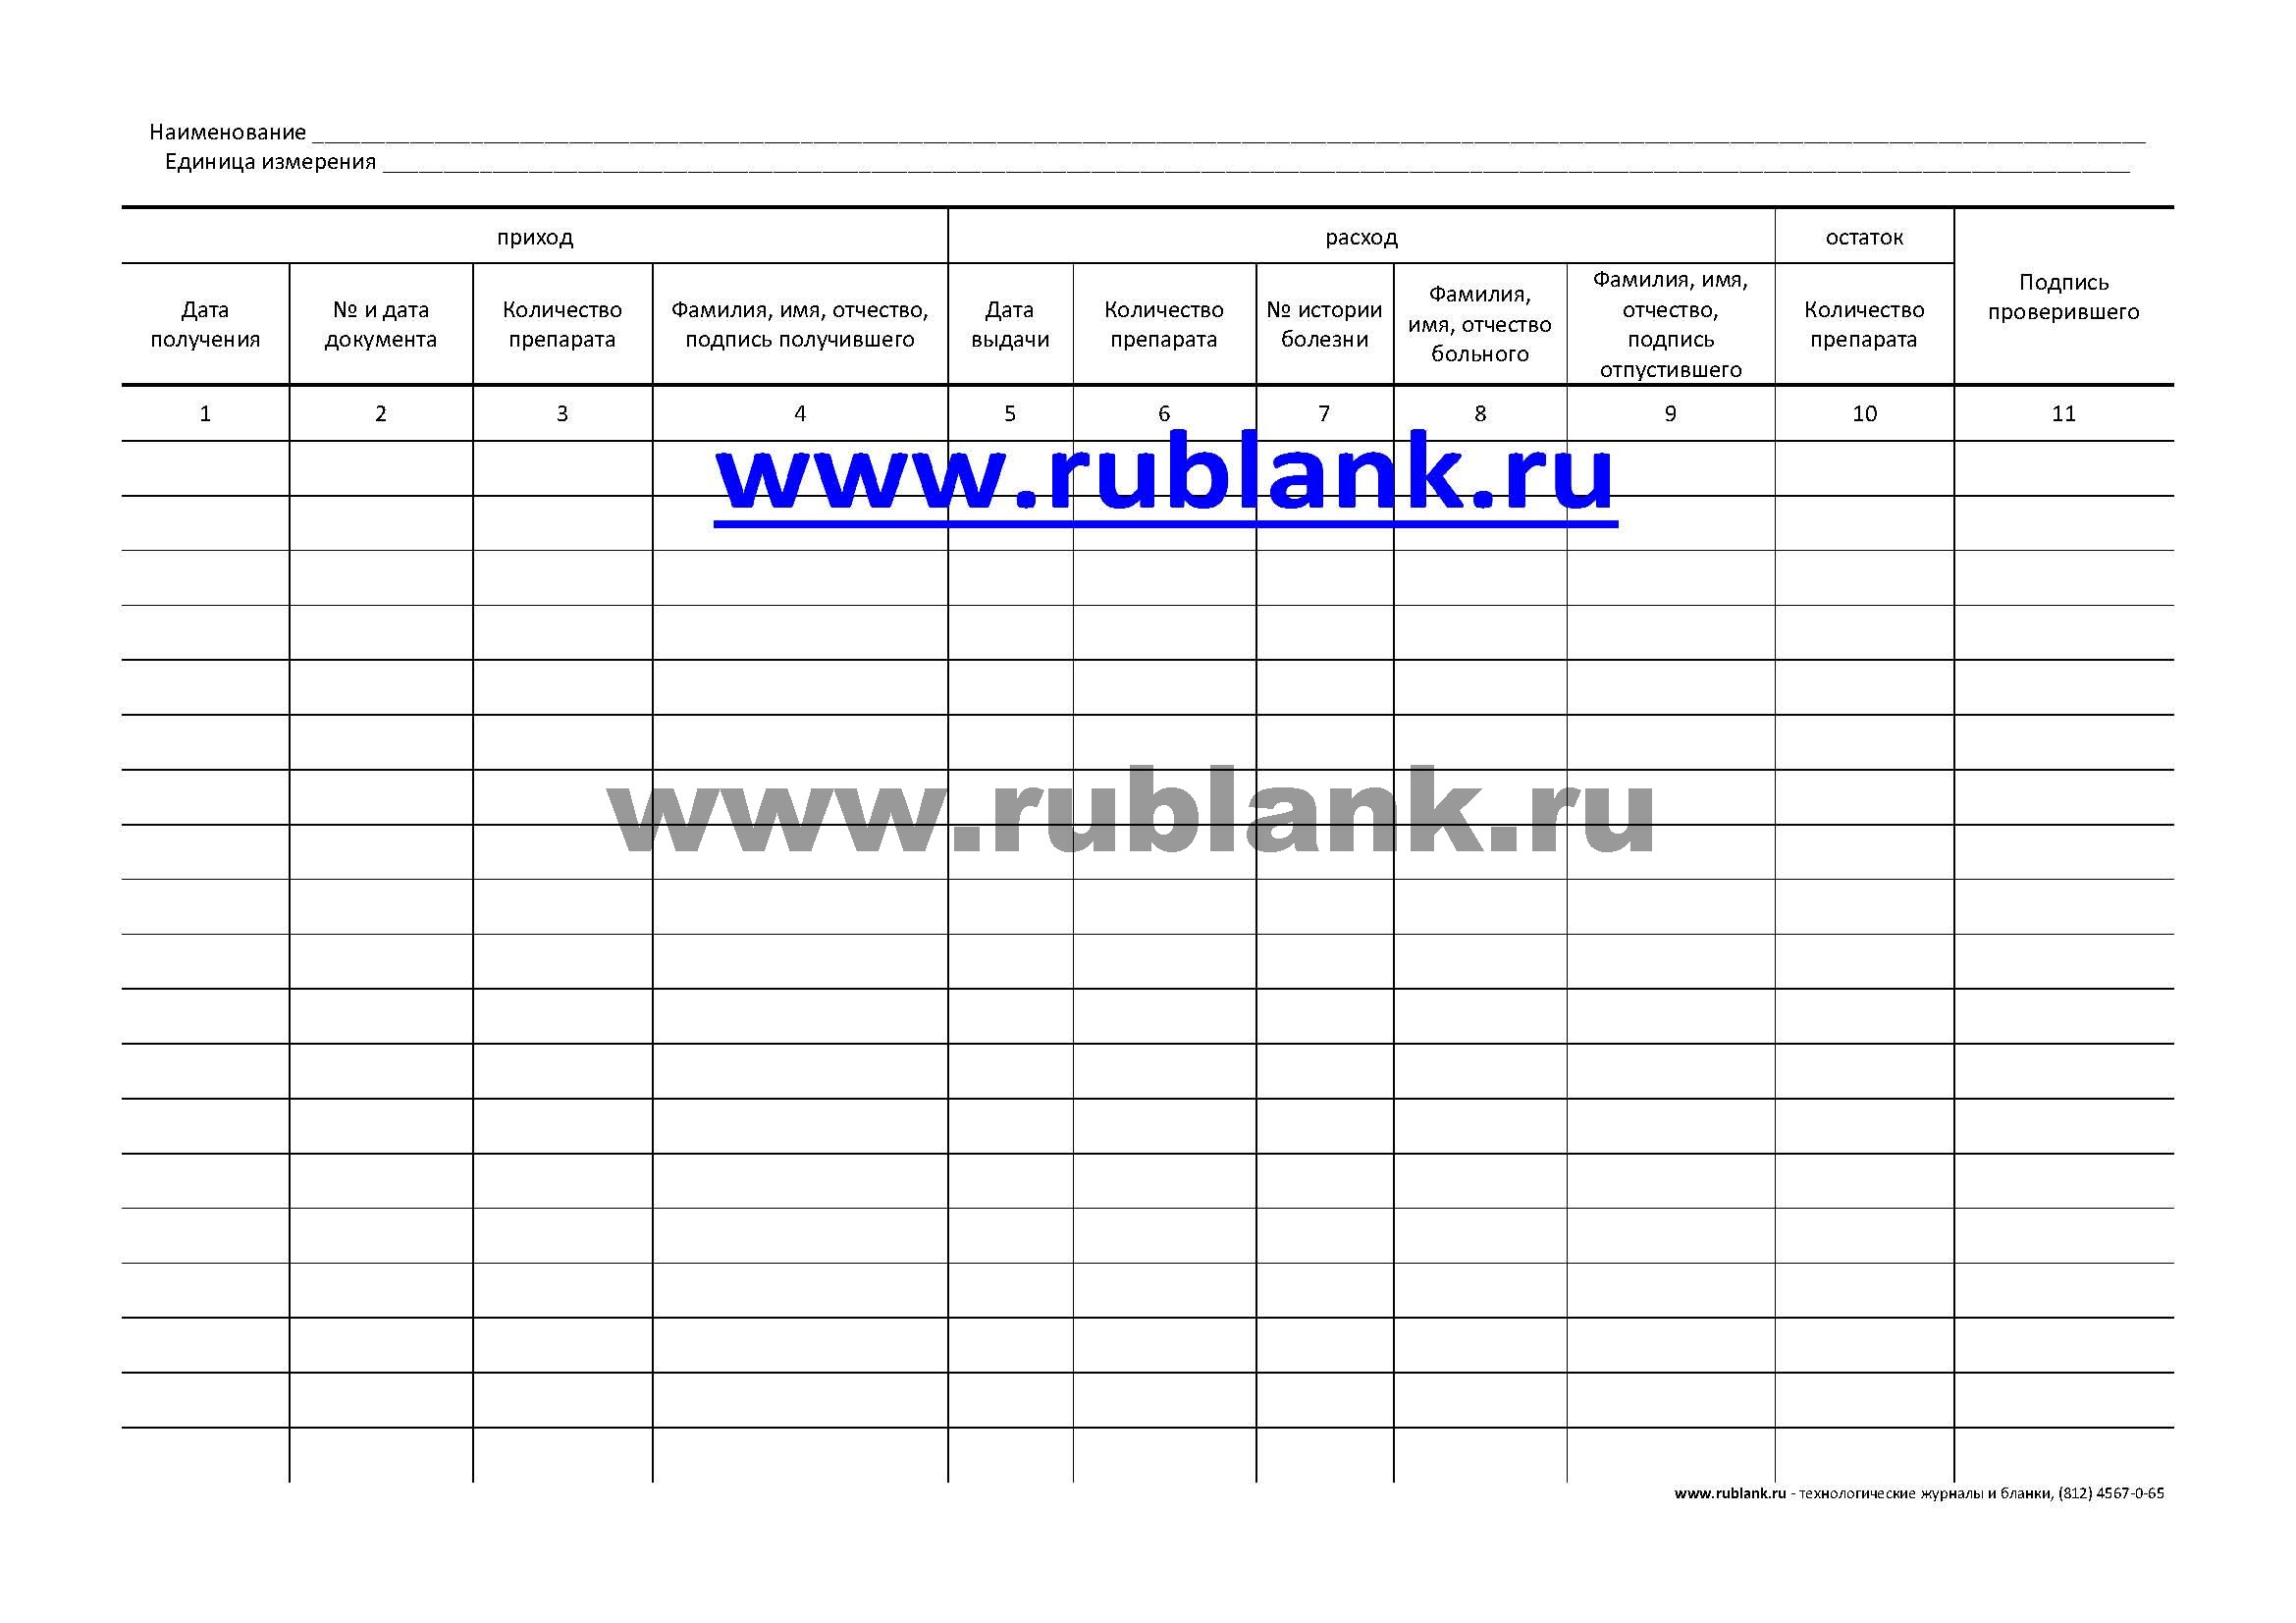 Наименование
Единица измерения
приход расход остаток
Подпись проверившего
Дата получения
№ и дата документа
Количество препарата
Фамилия, имя, отчество, подпись получившего
Дата выдачи
Количество препарата
№ истории болезни
Фамилия, имя, отчество больного
Фамилия, имя, отчество, подпись отпустившего
Количество препарата
1 2 3 4 5 6 7 8 9 10 11
www.rublank.ru
www.rublank.ru
www.rublank.ru - технологические журналы и бланки, (812) 4567-0-65